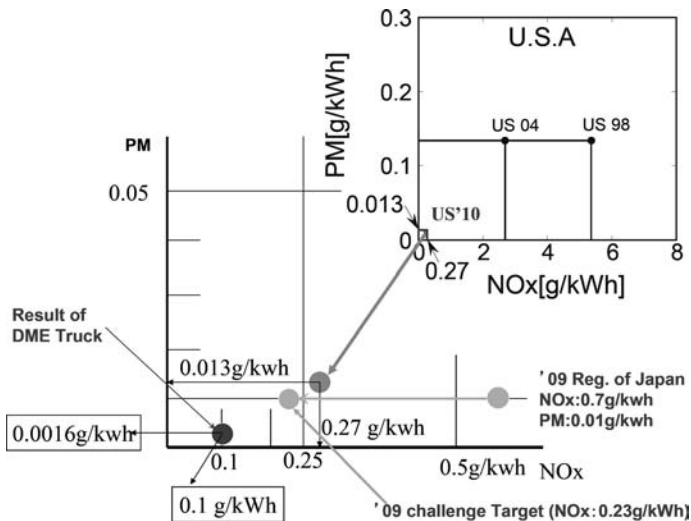 0.3
0.2
0.1
0
PM[g/kWh]
U.S.A
US 04
US 98
0.013
US'10
0 2 4 6 8
0.27
NOx[g/kWh]
PM
0.05
Result of
DME Truck
0.013g/kwh
0.0016g/kwh
0.27 g/kwh
'09 Reg. of Japan
NOx:0.7g/kwh
PM:0.01g/kwh
0.1
0.25
0.5g/kwh
NOx
0.1 g/kWh
'09 challenge Target (NOx:0.23g/kWh)